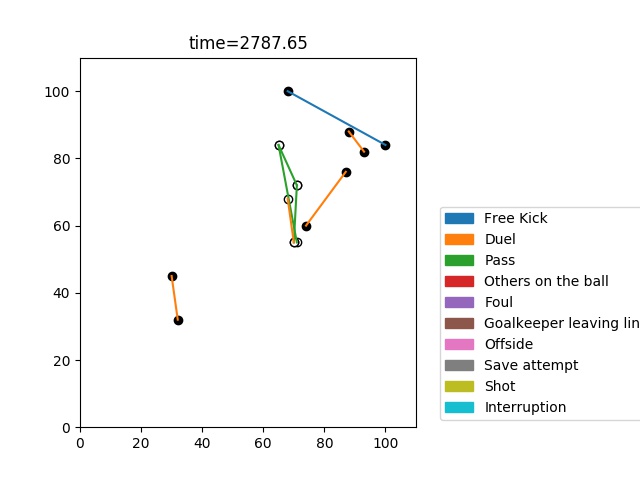 time=2787.65
100
80
60
40
20
0
0 20 40 60 80 100
Free Kick
Duel
Pass
Others on the ball
Foul
Goalkeeper leaving lin
Offside
Save attempt
Shot
Interruption